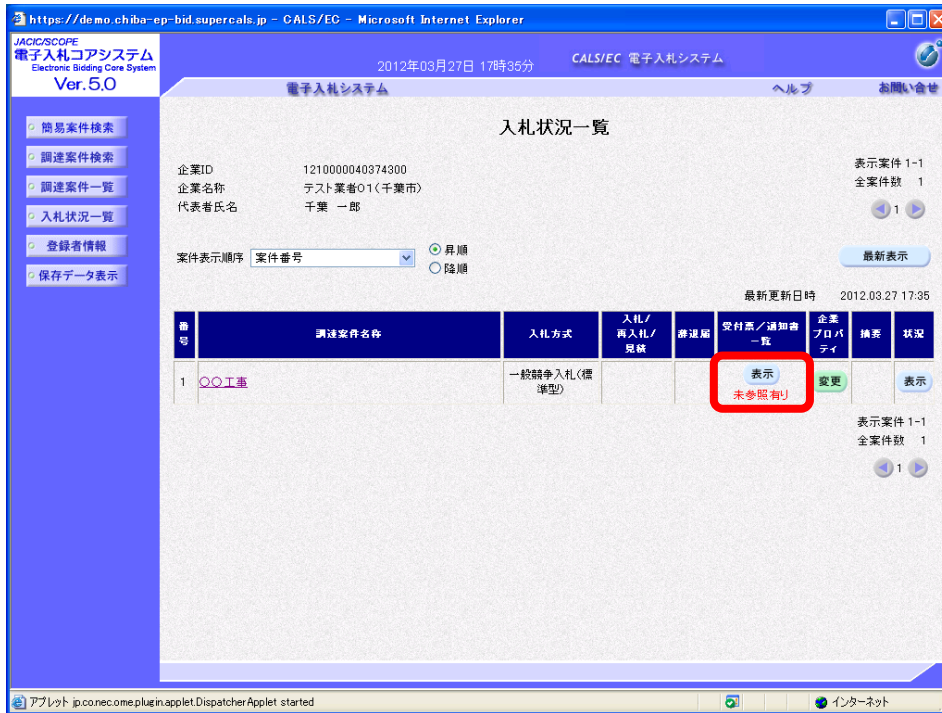 https://demo.chiba-ep-bid.supercals.jp - CALS/EC - Microsoft Internet Explorer
JACIC/SCOPE
電子入札コアシステム
Electronic Bidding Core System
Ver.5.0
2012年03月27日 17時35分
CALS/EC 電子入札システム
電子入札システム
ヘルプ
お問い合せ
簡易案件検索
調達案件検索
調達案件一覧
入札状況一覧
登録者情報
保存データ表示
入札状況一覧
企業ID 1210000040374300
企業名称 テスト業者01(千葉市)
代表者氏名 千葉 一郎
表示案件 1-1
全案件数 1
1
案件表示順序 案件番号
昇順
降順
最新表示
最新更新日時 2012.03.27 17:35
番号 調達案件名称 入札方式 入札/再入札/見積 辞退届 受付票/通知書一覧 企業プロパティ 摘要 状況
1 〇〇工事 一般競争入札(標準型) 表示 未参照有り 変更 表示
表示案件 1-1
全案件数 1
1
アプレット jp.co.nec.ome.plugin.applet.DispatcherApplet started
インターネット